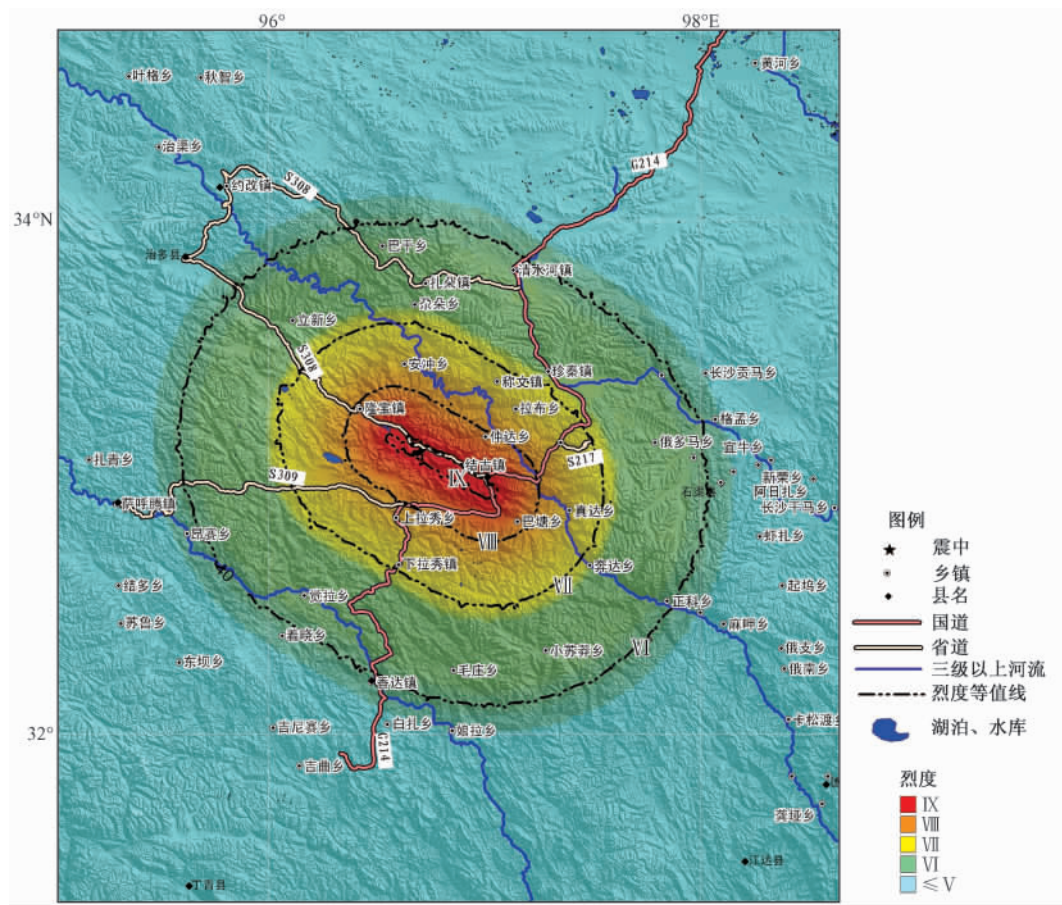 96°
98°E
黄河乡
叶格乡
秋智乡
治渠乡
G214
S308
约改镇
34°N
巴干乡
治多县
清水河镇
扎朵镇
尕朵乡
立新乡
S308
安冲乡
珍秦镇
长沙贡马乡
称文镇
隆宝镇
拉布乡
格孟乡
仲达乡
俄多马乡
宜牛乡
扎青乡
结古镇
S217
S309
IX
新荣乡
石渠县
阿日扎乡
萨呼腾镇
长沙干马乡
上拉秀乡
巴塘乡
真达乡
昂赛乡
VIII
虾扎乡
下拉秀镇
奔达乡
结多乡
VII
起坞乡
觉拉乡
正科乡
苏鲁乡
着晓乡
麻呷乡
VI
小苏莽乡
俄支乡
东坝乡
毛庄乡
俄南乡
香达镇
吉尼赛乡
白扎乡
娘拉乡
卡松渡乡
32°
G214
吉曲乡
龚垭乡
江达县
丁青县
图例
震中
乡镇
县名
国道
省道
三级以上河流
烈度等值线
湖泊、水库
烈度
IX
VIII
VII
VI
≤V